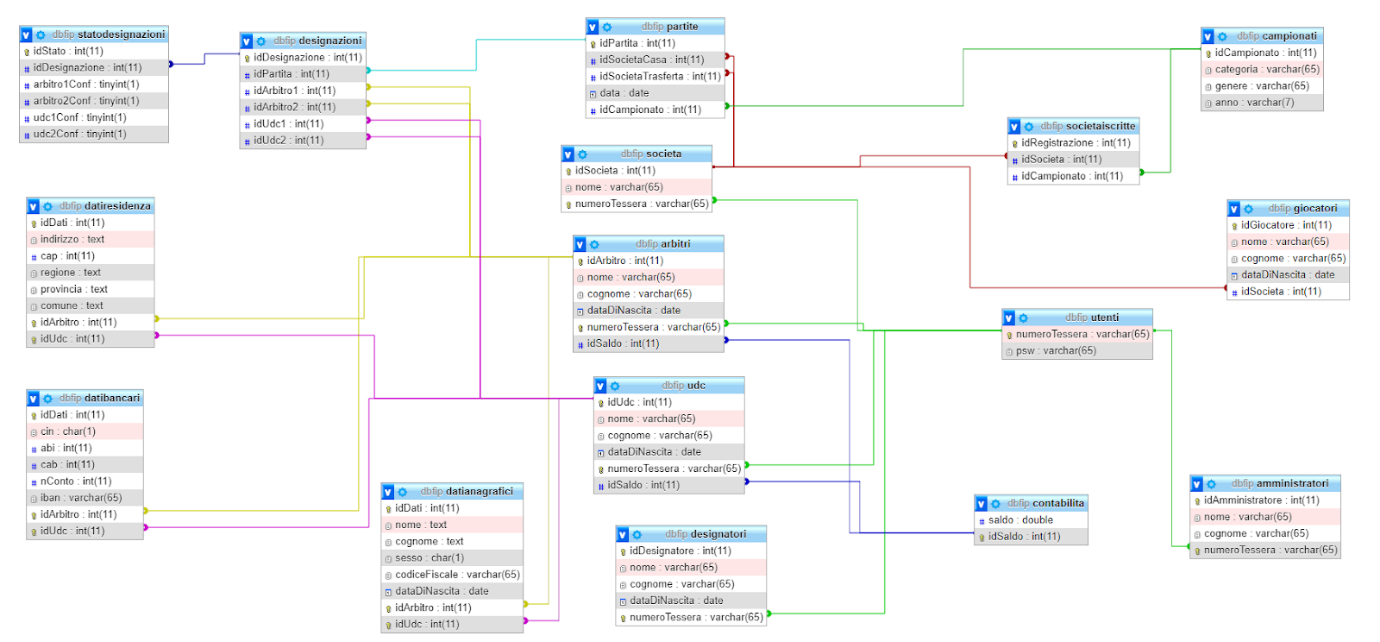 dbfip statodesignazioni
idStato : int(11)
idDesignazione : int(11)
arbitro1Conf : tinyint(1)
arbitro2Conf : tinyint(1)
udc1Conf : tinyint(1)
udc2Conf : tinyint(1)
dbfip designazioni
idDesignazione : int(11)
idPartita : int(11)
idArbitro1 : int(11)
idArbitro2 : int(11)
idUdc1 : int(11)
idUdc2 : int(11)
dbfip partite
idPartita : int(11)
idSocietaCasa : int(11)
idSocietaTrasferta : int(11)
data : date
idCampionato : int(11)
dbfip campionati
idCampionato : int(11)
categoria : varchar(65)
genere : varchar(65)
anno : varchar(7)
dbfip societaiscritte
idRegistrazione : int(11)
idSocieta : int(11)
idCampionato : int(11)
dbfip societa
idSocieta : int(11)
nome : varchar(65)
numeroTessera : varchar(65)
dbfip datiresidenza
idDati : int(11)
indirizzo : text
cap : int(11)
regione : text
provincia : text
comune : text
idArbitro : int(11)
idUdc : int(11)
dbfip giocatori
idGiocatore : int(11)
nome : varchar(65)
cognome : varchar(65)
dataDiNascita : date
idSocieta : int(11)
dbfip arbitri
idArbitro : int(11)
nome : varchar(65)
cognome : varchar(65)
dataDiNascita : date
numeroTessera : varchar(65)
idSaldo : int(11)
dbfip utenti
numeroTessera : varchar(65)
psw : varchar(65)
dbfip udc
idUdc : int(11)
nome : varchar(65)
cognome : varchar(65)
dataDiNascita : date
numeroTessera : varchar(65)
idSaldo : int(11)
dbfip datibancari
idDati : int(11)
cin : char(1)
abi : int(11)
cab : int(11)
nConto : int(11)
iban : varchar(65)
idArbitro : int(11)
idUdc : int(11)
dbfip datianagrafici
idDati : int(11)
nome : text
cognome : text
sesso : char(1)
codiceFiscale : varchar(65)
dataDiNascita : date
idArbitro : int(11)
idUdc : int(11)
dbfip designatori
idDesignatore : int(11)
nome : varchar(65)
cognome : varchar(65)
dataDiNascita : date
numeroTessera : varchar(65)
dbfip contabilita
saldo : double
idSaldo : int(11)
dbfip amministratori
idAmministratore : int(11)
nome : varchar(65)
cognome : varchar(65)
numeroTessera : varchar(65)